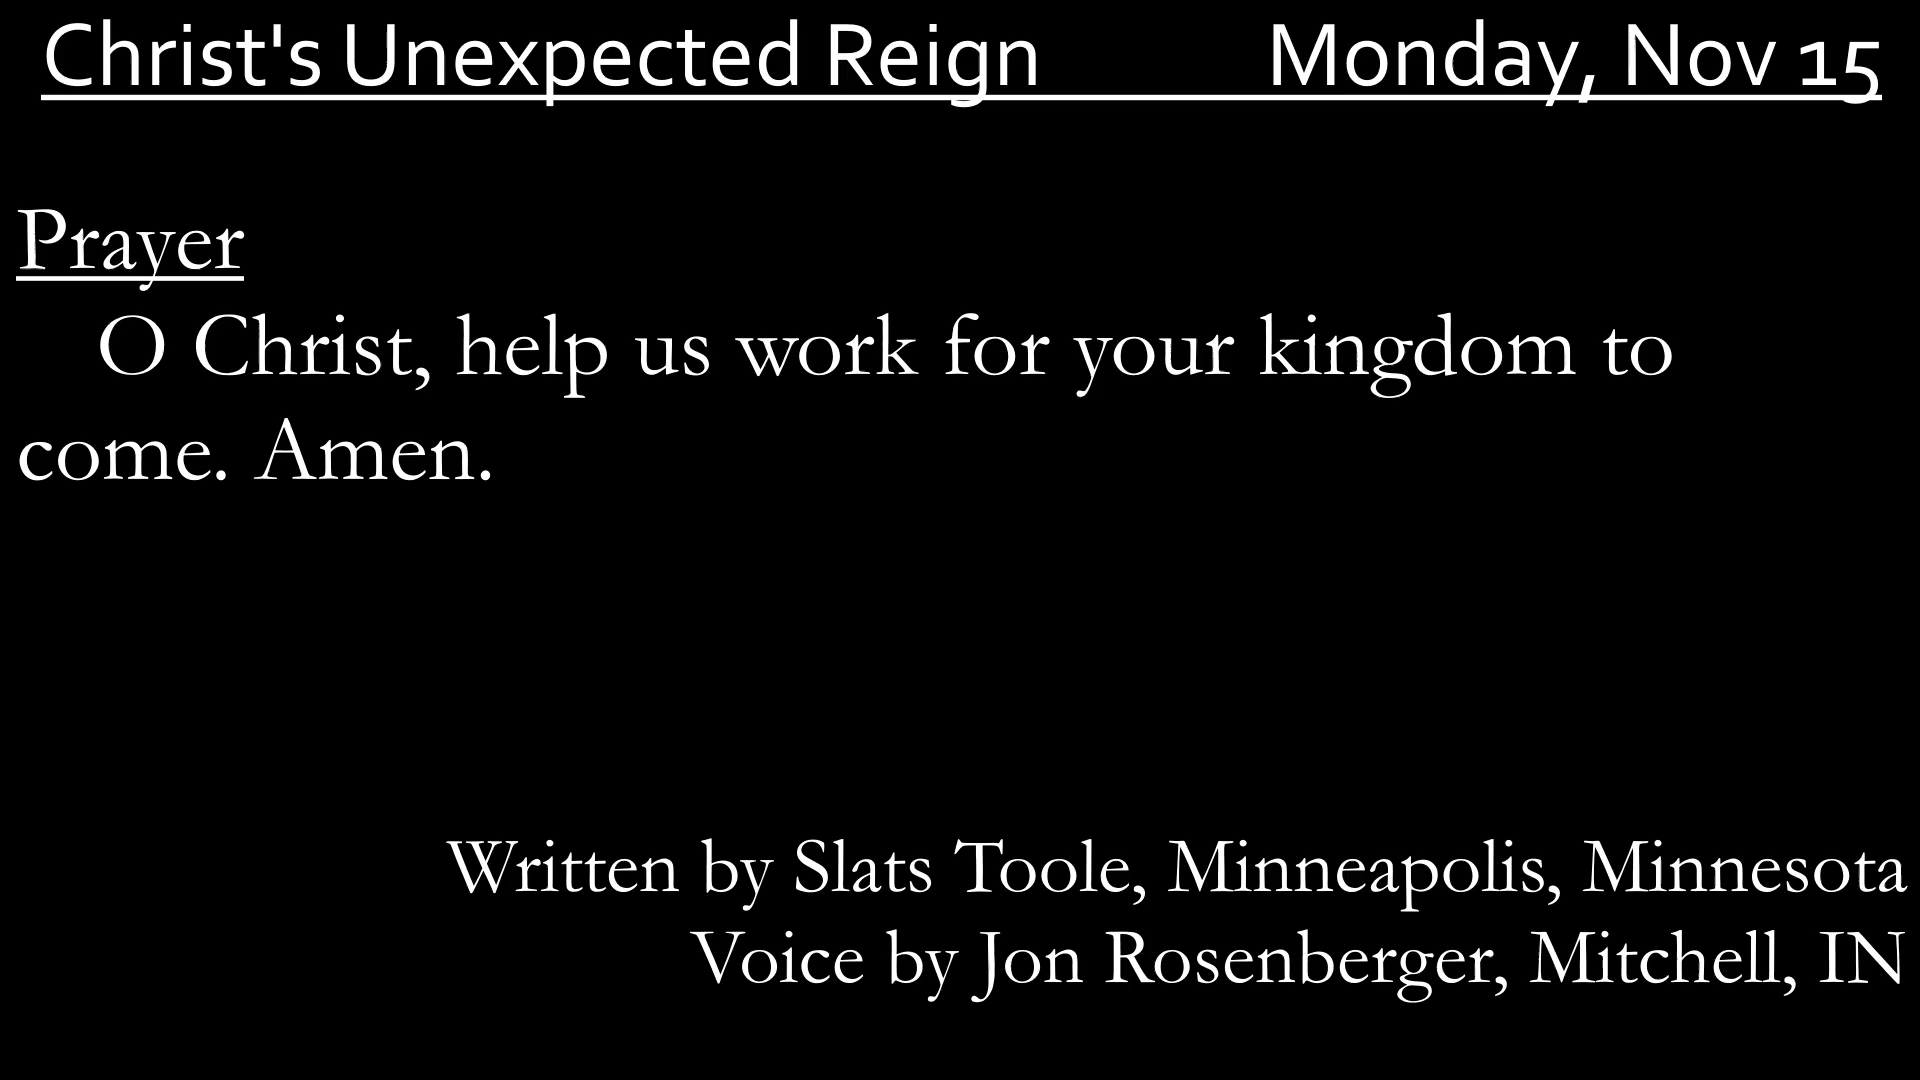 Christ's Unexpected Reign Monday, Nov 15
Prayer
O Christ, help us work for your kingdom to
come. Amen.
Written by Slats Toole, Minneapolis, Minnesota
Voice by Jon Rosenberger, Mitchell, IN